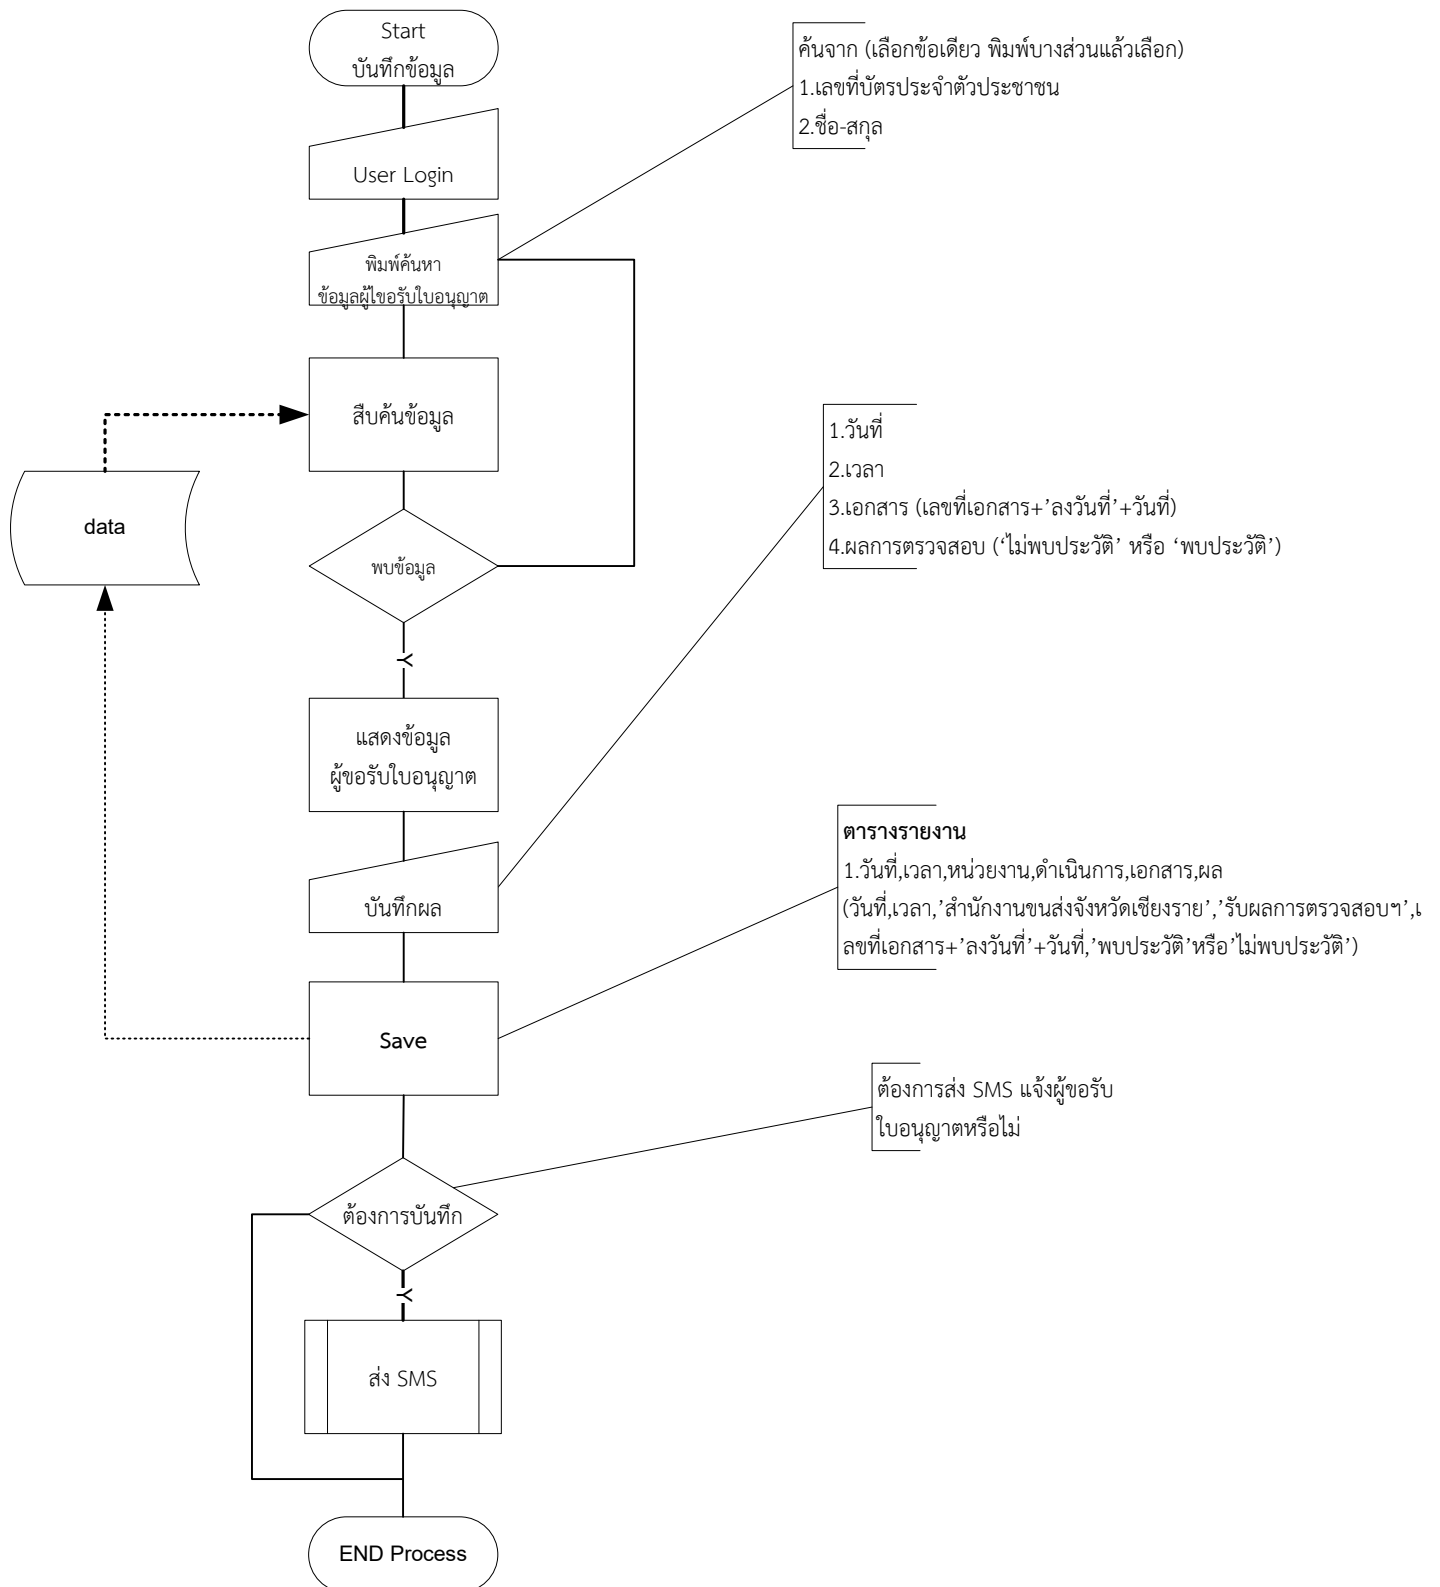 Start
บันทึกข้อมูล
ค้นจาก (เลือกข้อเดียว พิมพ์บางส่วนแล้วเลือก)
1.เลขที่บัตรประจำตัวประชาชน
2.ชื่อ-สกุล
User Login
พิมพ์ค้นหา
ข้อมูลผู้ไขอรับใบอนุญาต
สืบค้นข้อมูล
data
1.วันที่
2.เวลา
3.เอกสาร (เลขที่เอกสาร+’ลงวันที่’+วันที่)
4.ผลการตรวจสอบ (‘ไม่พบประวัติ’ หรือ ‘พบประวัติ’)
พบข้อมูล
Y
แสดงข้อมูล
ผู้ขอรับใบอนุญาต
ตารางรายงาน
1.วันที่,เวลา,หน่วยงาน,ดำเนินการ,เอกสาร,ผล
(วันที่,เวลา,’สำนักงานขนส่งจังหวัดเชียงราย’,’รับผลการตรวจสอบฯ’,เ
ลขที่เอกสาร+’ลงวันที่’+วันที่,’พบประวัติ’หรือ’ไม่พบประวัติ’)
บันทึกผล
Save
ต้องการส่ง SMS แจ้งผู้ขอรับ
ใบอนุญาตหรือไม่
ต้องการบันทึก
Y
ส่ง SMS
END Process